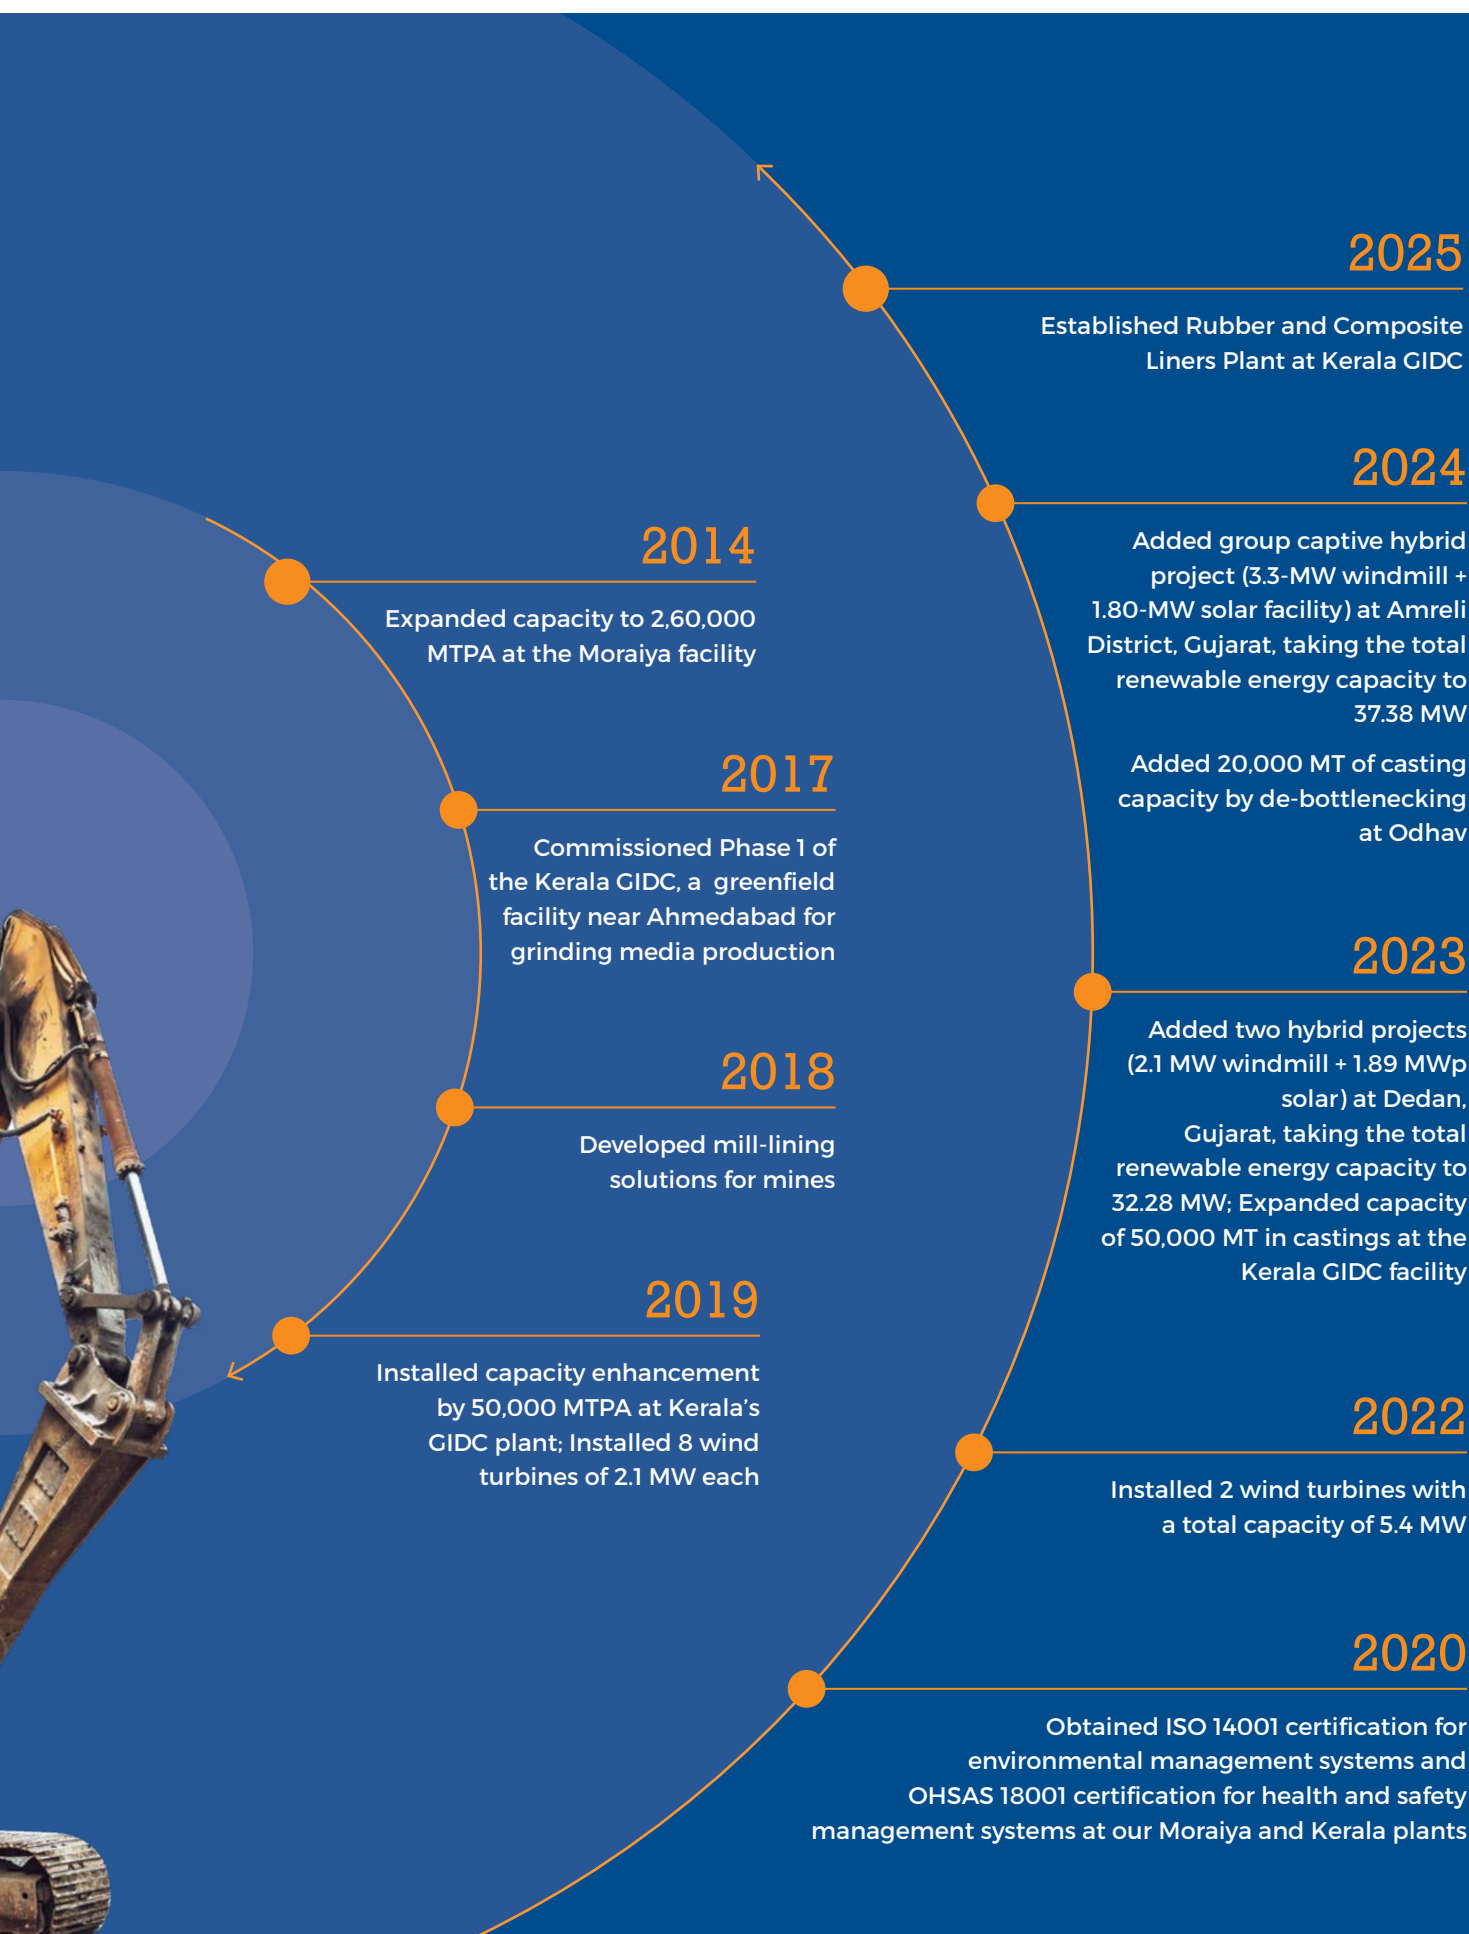 2014
Expanded capacity to 2,60,000
MTPA at the Moraiya facility
2017
Commissioned Phase 1 of
the Kerala GIDC, a greenfield
facility near Ahmedabad for
grinding media production
2018
Developed mill-lining
solutions for mines
2019
Installed capacity enhancement
by 50,000 MTPA at Kerala’s
GIDC plant; Installed 8 wind
turbines of 2.1 MW each
2025
Established Rubber and Composite
Liners Plant at Kerala GIDC
2024
Added group captive hybrid
project (3.3-MW windmill +
1.80-MW solar facility) at Amreli
District, Gujarat, taking the total
renewable energy capacity to
37.38 MW
Added 20,000 MT of casting
capacity by de-bottlenecking
at Odhav
2023
Added two hybrid projects
(2.1 MW windmill + 1.89 MWp
solar) at Dedan,
Gujarat, taking the total
renewable energy capacity to
32.28 MW; Expanded capacity
of 50,000 MT in castings at the
Kerala GIDC facility
2022
Installed 2 wind turbines with
a total capacity of 5.4 MW
2020
Obtained ISO 14001 certification for
environmental management systems and
OHSAS 18001 certification for health and safety
management systems at our Moraiya and Kerala plants